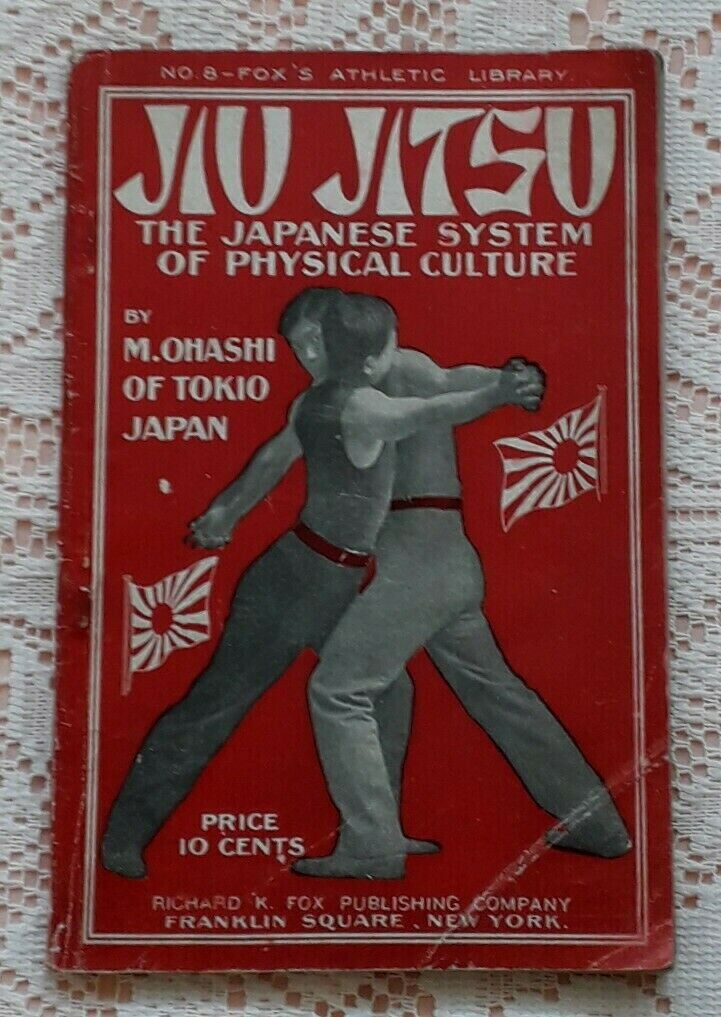 NO. 8-FOX'S ATHLETIC LIBRARY.
JIU JITSU
THE JAPANESE SYSTEM
OF PHYSICAL CULTURE
BY
M. OHASHI
OF TOKIO
JAPAN
PRICE
10 CENTS
RICHARD K. FOX PUBLISHING COMPANY
FRANKLIN SQUARE, NEW YORK.